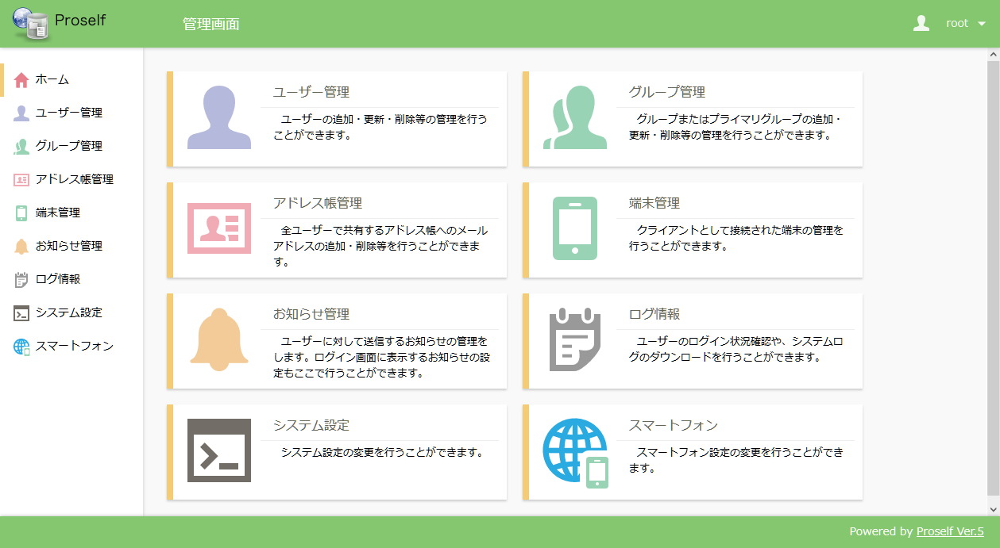 Proself
管理画面
root
ホーム
ユーザー管理
グループ管理
アドレス帳管理
端末管理
お知らせ管理
ログ情報
システム設定
スマートフォン
ユーザー管理
ユーザーの追加・更新・削除等の管理を行う
ことができます。
グループ管理
グループまたはプライマリグループの追加・
更新・削除等の管理を行うことができます。
アドレス帳管理
全ユーザーで共有するアドレス帳へのメール
アドレスの追加・削除等を行うことができま
す。
端末管理
クライアントとして接続された端末の管理を
行うことができます。
お知らせ管理
ユーザーに対して送信するお知らせの管理を
します。ログイン画面に表示するお知らせの設
定もここで行うことができます。
ログ情報
ユーザーのログイン状況確認や、システムロ
グのダウンロードを行うことができます。
システム設定
システム設定の変更を行うことができます。
スマートフォン
スマートフォン設定の変更を行うことができ
ます。
Powered by Proself Ver.5